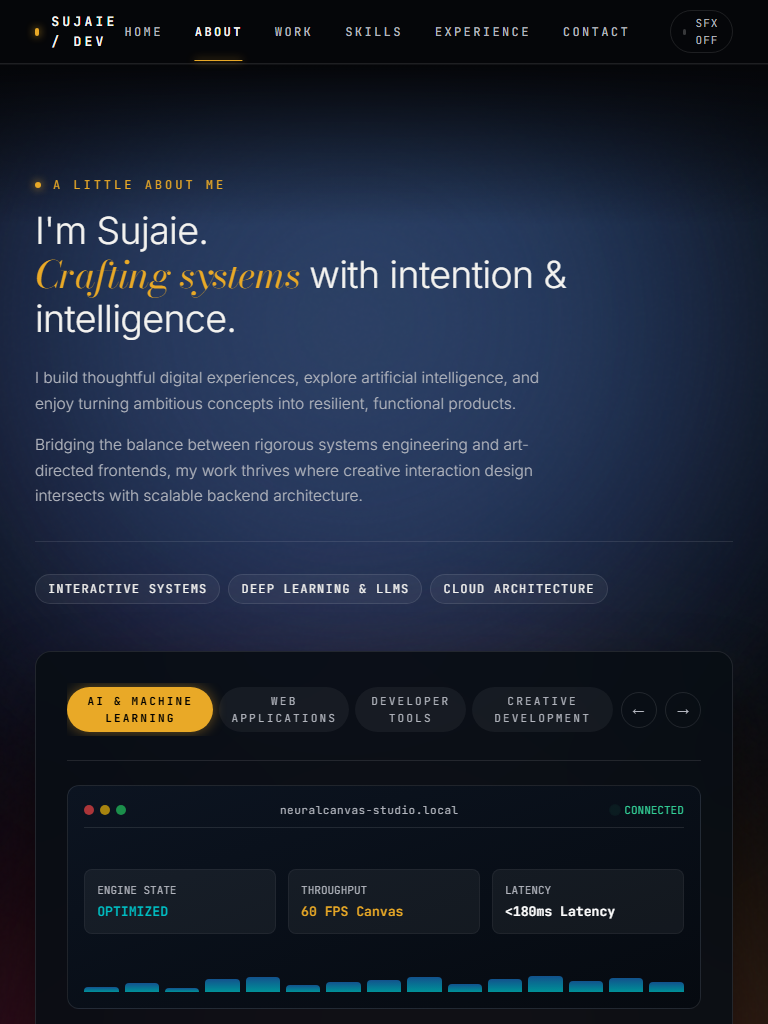 SUJAIE
/ DEV
HOME
ABOUT
WORK
SKILLS
EXPERIENCE
CONTACT
SFX
OFF
A LITTLE ABOUT ME
I'm Sujaie.
Crafting systems with intention &
intelligence.
I build thoughtful digital experiences, explore artificial intelligence, and
enjoy turning ambitious concepts into resilient, functional products.
Bridging the balance between rigorous systems engineering and art-
directed frontends, my work thrives where creative interaction design
intersects with scalable backend architecture.
INTERACTIVE SYSTEMS
DEEP LEARNING & LLMS
CLOUD ARCHITECTURE
AI & MACHINE
LEARNING
WEB
APPLICATIONS
DEVELOPER
TOOLS
CREATIVE
DEVELOPMENT
← →
neuralcanvas-studio.local
CONNECTED
ENGINE STATE
OPTIMIZED
THROUGHPUT
60 FPS Canvas
LATENCY
<180ms Latency